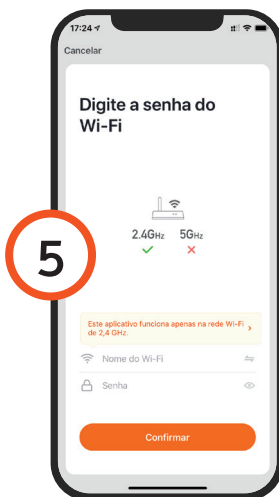 17:24
Cancelar
Digite a senha do
Wi-Fi
2.4GHz 5GHz
5
Este aplicativo funciona apenas na rede Wi-Fi
de 2,4 GHz.
Nome do Wi-Fi
Senha
Confirmar